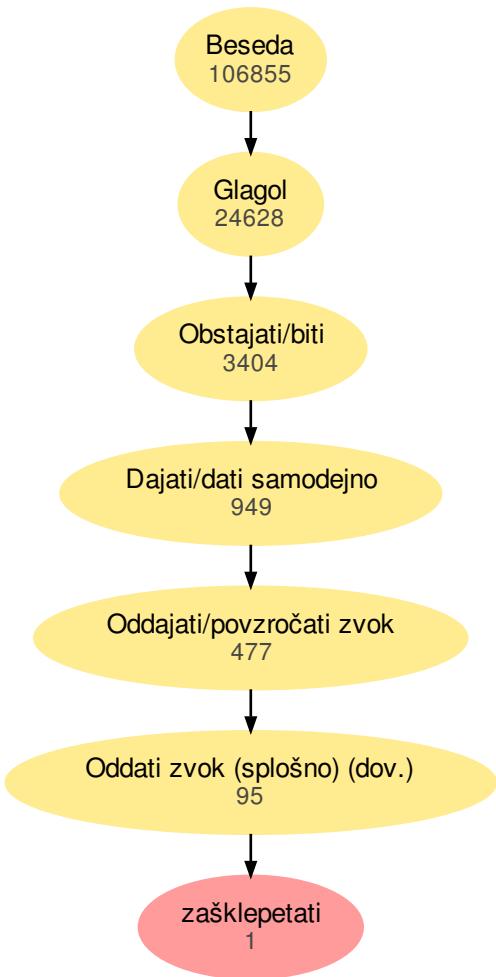 Beseda
106855
Glagol
24628
Obstajati/biti
3404
Dajati/dati samodejno
949
Oddajati/povzročati zvok
477
Oddati zvok (splošno) (dov.)
95
zašklepetati
1